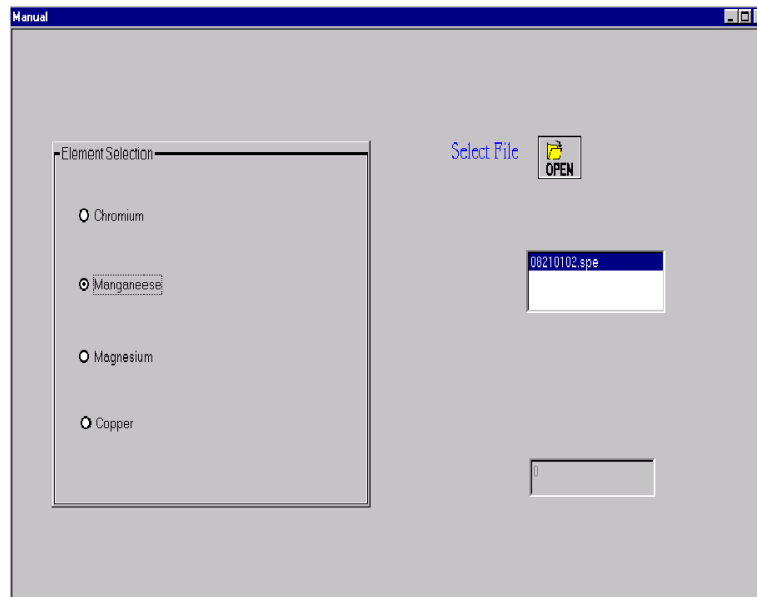 Manual
Element Selection
Chromium
Manganeese
Magnesium
Copper
Select File
OPEN
08210102.spe
0